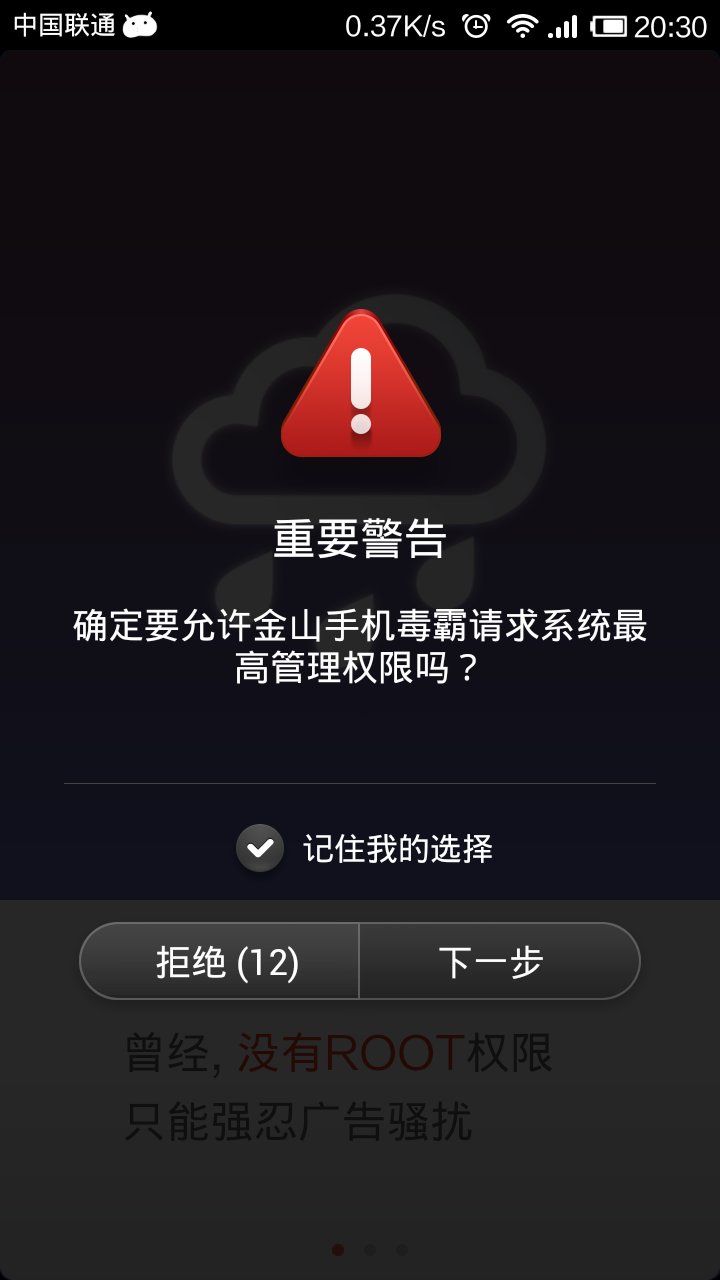 中国联通 0.37K/s 20:30
重要警告
确定要允许金山手机毒霸请求系统最
高管理权限吗？
记住我的选择
拒绝 (12) 下一步
曾经, 没有ROOT权限
只能强忍广告骚扰